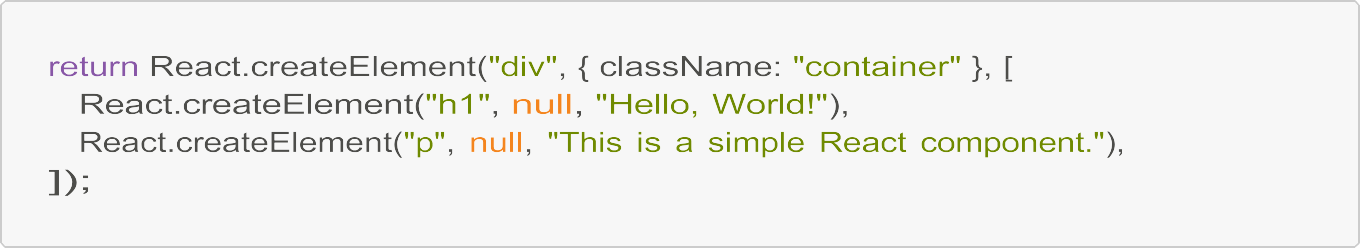 return React.createElement("div", { className: "container" }, [
React.createElement("h1", null, "Hello, World!"),
React.createElement("p", null, "This is a simple React component."),
]);